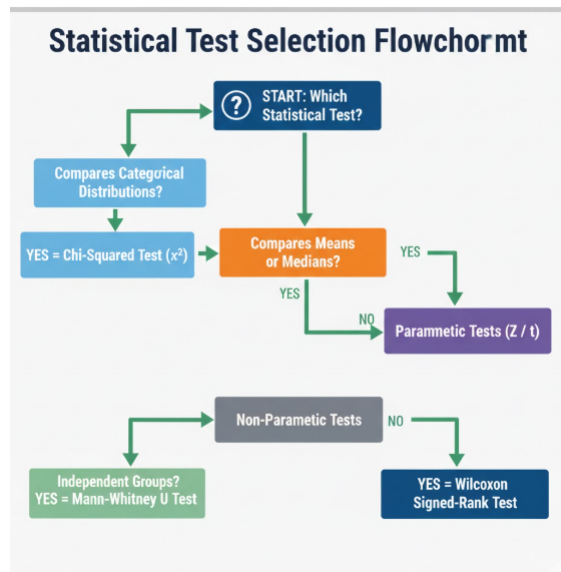 Statistical Test Selection Flowchormt
START: Which
Statistical Test?
?
Compares Categorical
Distributions?
YES = Chi-Squared Test (x²)
Compares Means
or Medians?
YES
YES
NO
Parammetic Tests (Z / t)
Non-Parametic Tests
NO
Independent Groups?
YES = Mann-Whitney U Test
YES = Wilcoxon
Signed-Rank Test